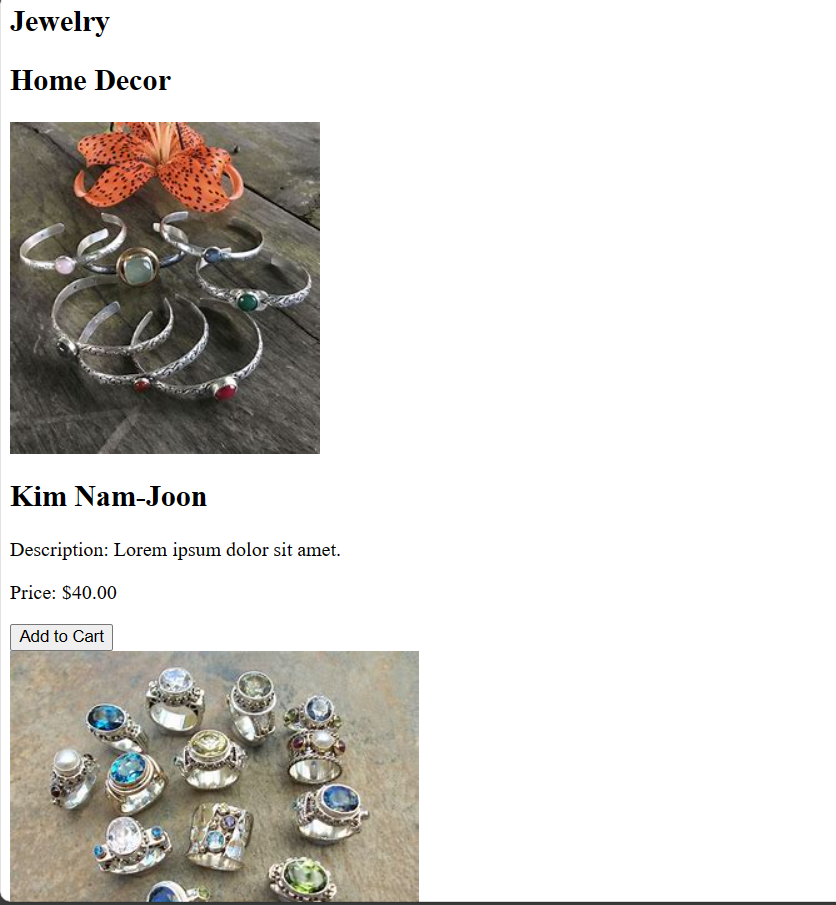 Jewelry
Home Decor
Kim Nam-Joon
Description: Lorem ipsum dolor sit amet.
Price: $40.00
Add to Cart